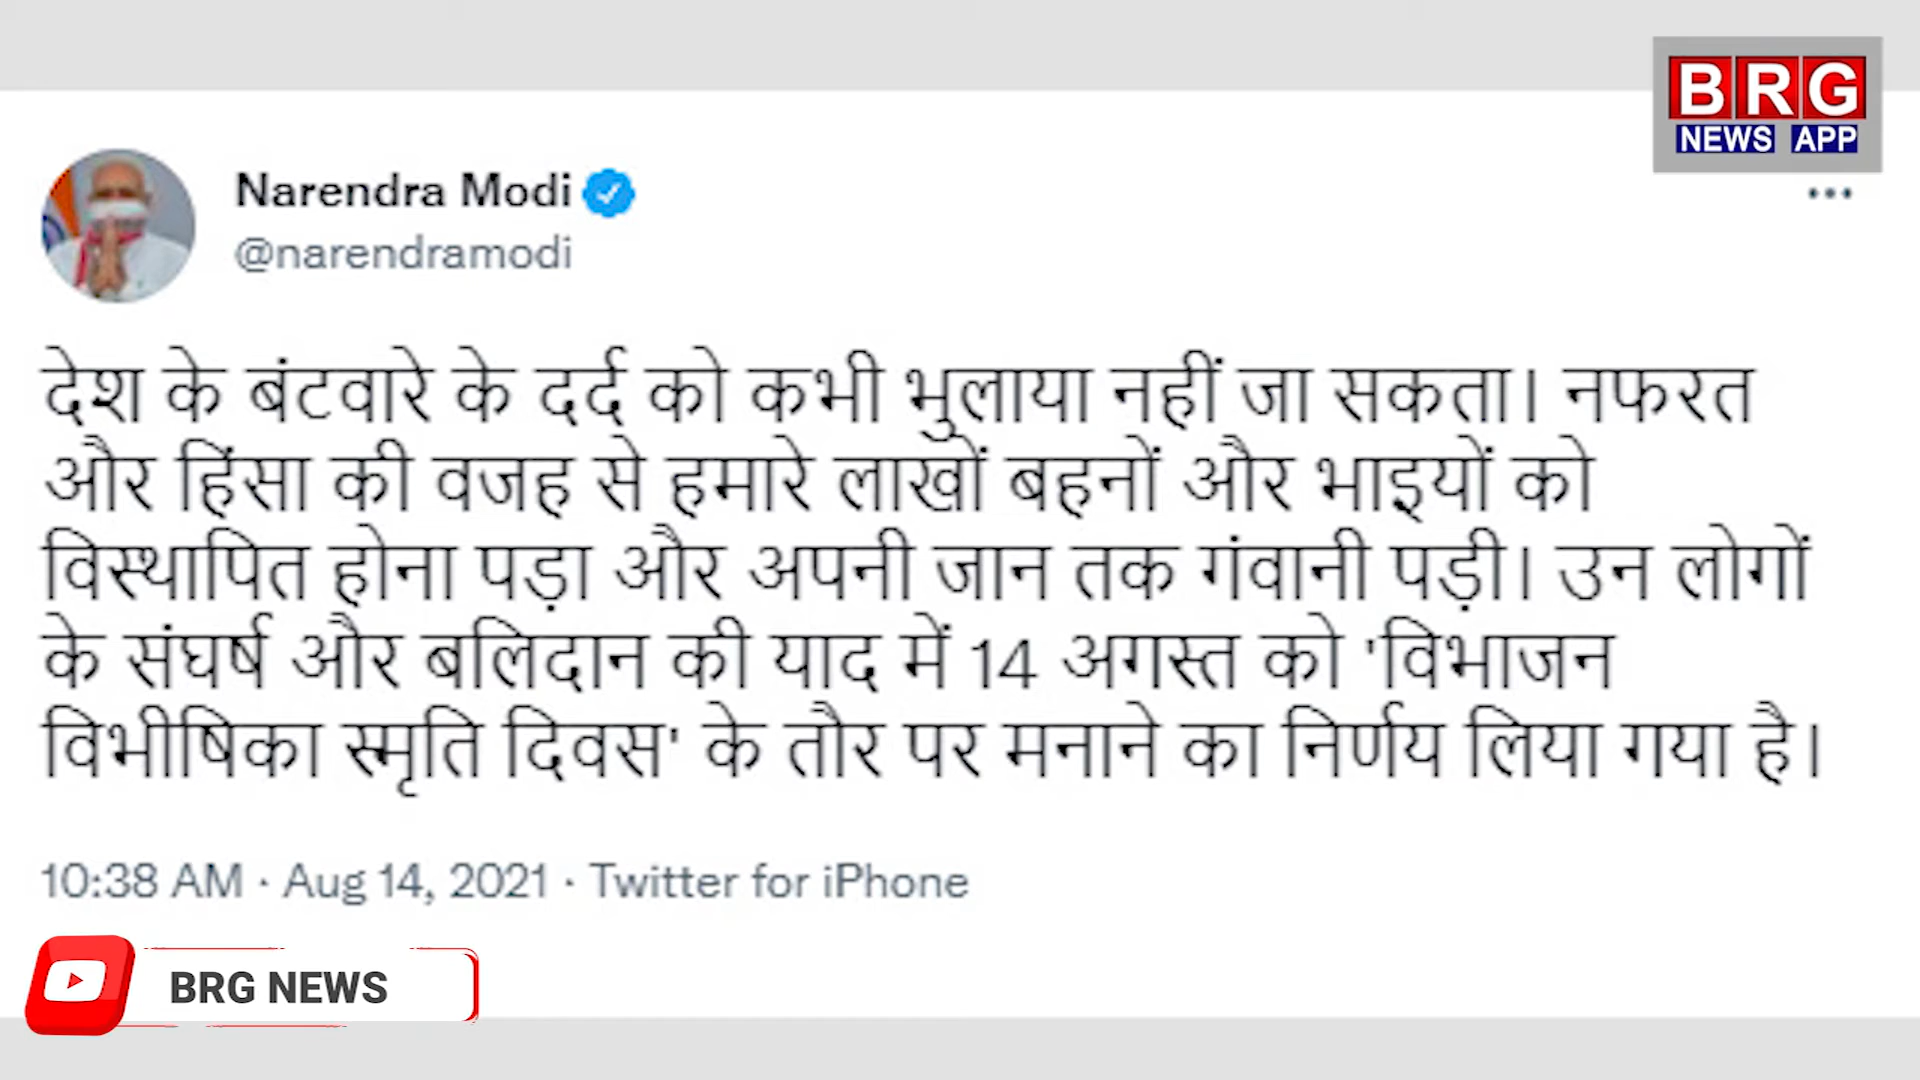 BRG
NEWS APP
Narendra Modi
@narendramodi
देश के बंटवारे के दर्द को कभी भुलाया नहीं जा सकता। नफरत
और हिंसा की वजह से हमारे लाखों बहनों और भाइयों को
विस्थापित होना पड़ा और अपनी जान तक गंवानी पड़ी। उन लोगों
के संघर्ष और बलिदान की याद में 14 अगस्त को 'विभाजन
विभीषिका स्मृति दिवस' के तौर पर मनाने का निर्णय लिया गया है।
10:38 AM · Aug 14, 2021 · Twitter for iPhone
BRG NEWS